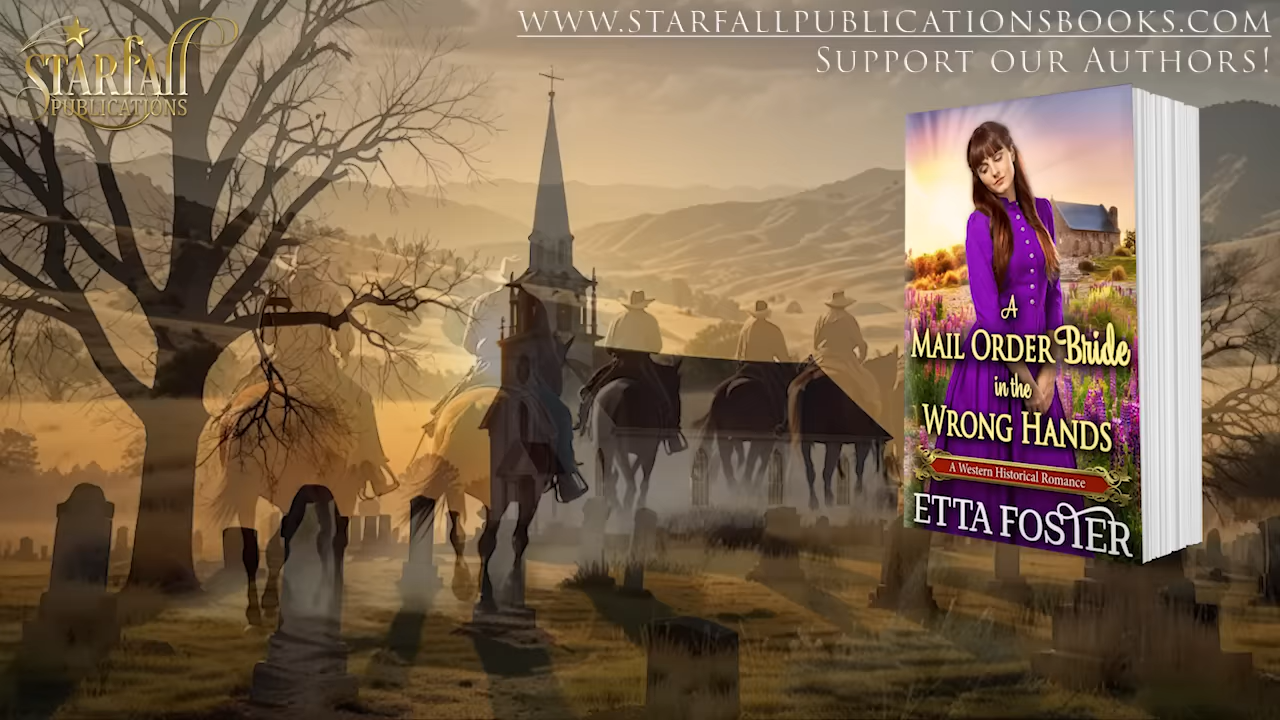 STARfall
PUBLICATIONS
WWW.STARFALLPUBLICATIONSBOOKS.COM
SUPPORT OUR AUTHORS!
A
MAIL ORDER Bride
in the
WRONG HANDS
A Western Historical Romance
ETTA FOSTER